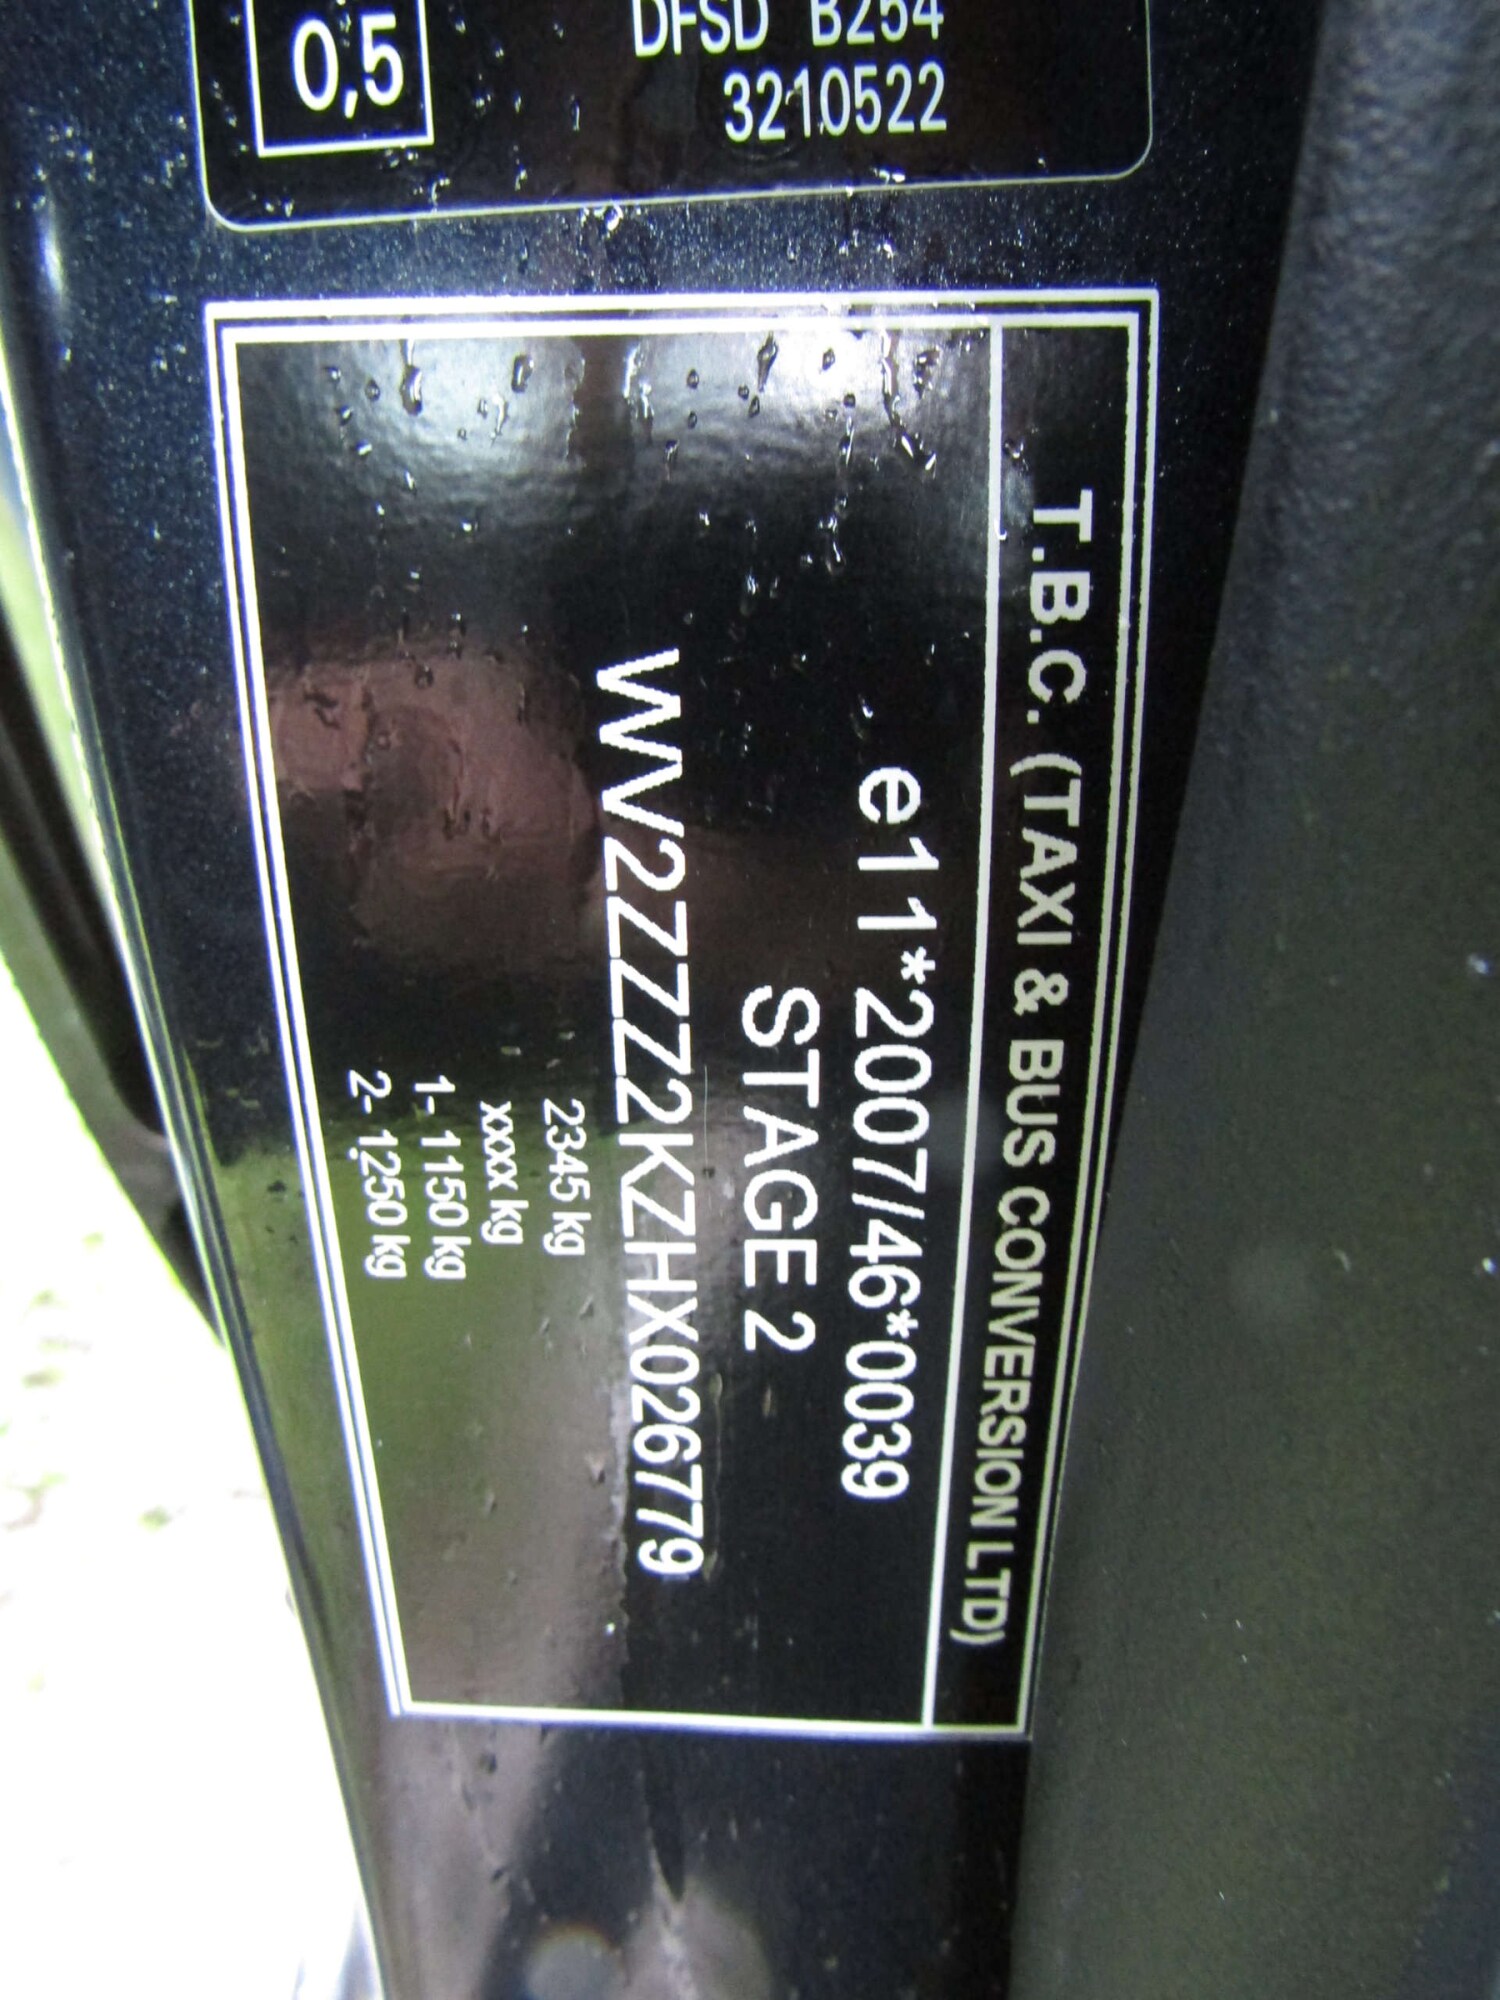 0,5
DFSD B254
3210522
T.B.C. (TAXI & BUS CONVERSION LTD)
e11*2007/46*0039
STAGE 2
WV2ZZZ2KZHX026779
2345 kg
xxxx kg
1- 1150 kg
2- 1250 kg